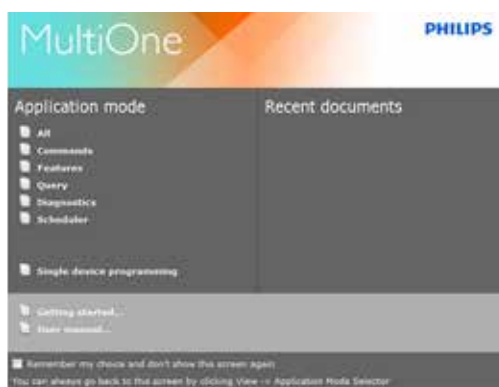 MultiOne
PHILIPS
Application mode
All
Commands
Features
Query
Diagnostics
Scheduler
Single device programming
Recent documents
Getting started...
User manual...
Remember my choice and don't show this screen again
You can always go back to this screen by clicking View -> Application Mode Selector